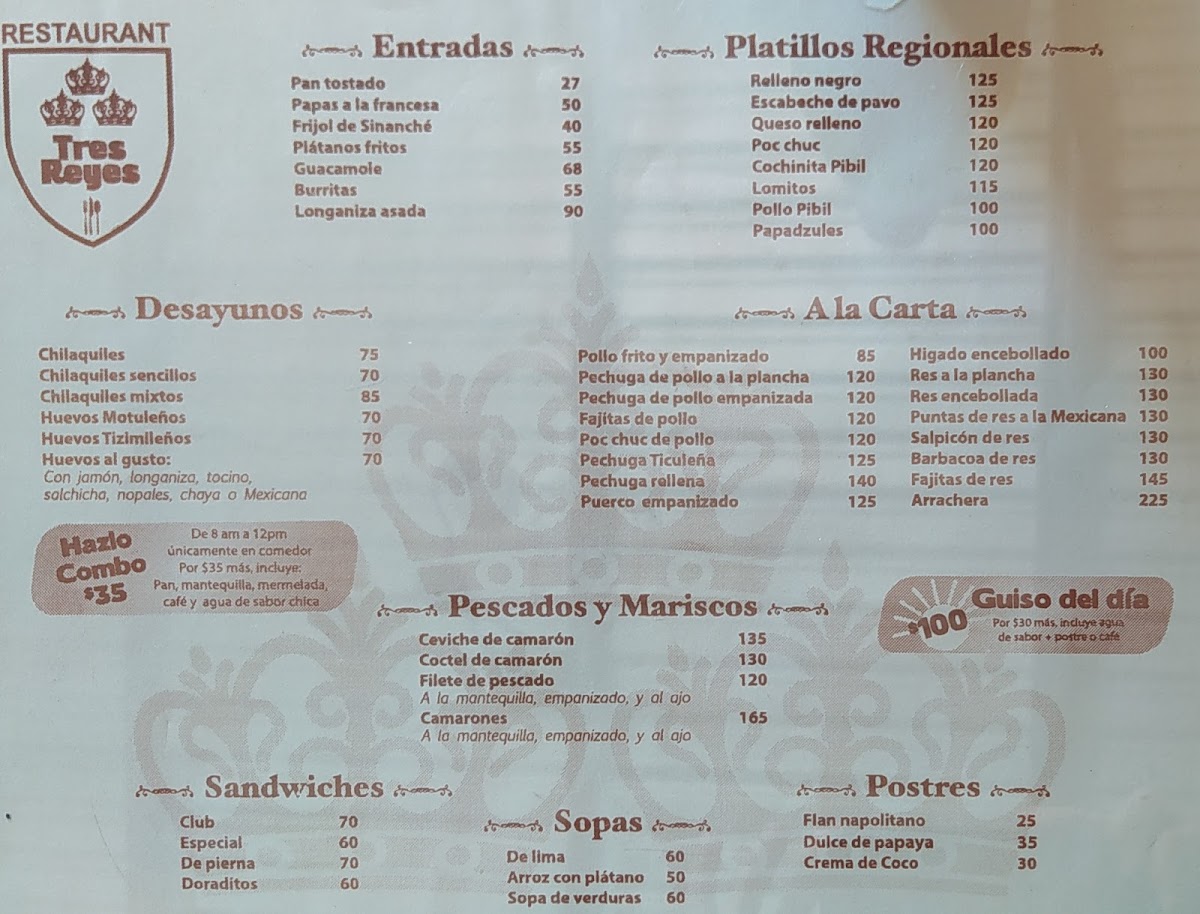 RESTAURANT
Tres
Reyes
Entradas
Pan tostado 27
Papas a la francesa 50
Frijol de Sinanché 40
Plátanos fritos 55
Guacamole 68
Burritas 55
Longaniza asada 90
Platillos Regionales
Relleno negro 125
Escabeche de pavo 125
Queso relleno 120
Poc chuc 120
Cochinita Pibil 120
Lomitos 115
Pollo Pibil 100
Papadzules 100
Desayunos
Chilaquiles 75
Chilaquiles sencillos 70
Chilaquiles mixtos 85
Huevos Motuleños 70
Huevos Tizimileños 70
Huevos al gusto: 70
Con jamón, longaniza, tocino,
salchicha, nopales, chaya o Mexicana
Hazlo
Combo
$35
De 8 am a 12pm
únicamente en comedor
Por $35 más, incluye:
Pan, mantequilla, mermelada,
café y agua de sabor chica
A la Carta
Pollo frito y empanizado 85
Pechuga de pollo a la plancha 120
Pechuga de pollo empanizada 120
Fajitas de pollo 120
Poc chuc de pollo 120
Pechuga Ticuleña 125
Pechuga rellena 140
Puerco empanizado 125
Higado encebollado 100
Res a la plancha 130
Res encebollada 130
Puntas de res a la Mexicana 130
Salpicón de res 130
Barbacoa de res 130
Fajitas de res 145
Arrachera 225
$100
Guiso del día
Por $30 más, incluye agua
de sabor + postre o café
Pescados y Mariscos
Ceviche de camarón 135
Coctel de camarón 130
Filete de pescado 120
A la mantequilla, empanizado, y al ajo
Camarones 165
A la mantequilla, empanizado, y al ajo
Sandwiches
Club 70
Especial 60
De pierna 70
Doraditos 60
Sopas
De lima 60
Arroz con plátano 50
Sopa de verduras 60
Postres
Flan napolitano 25
Dulce de papaya 35
Crema de Coco 30